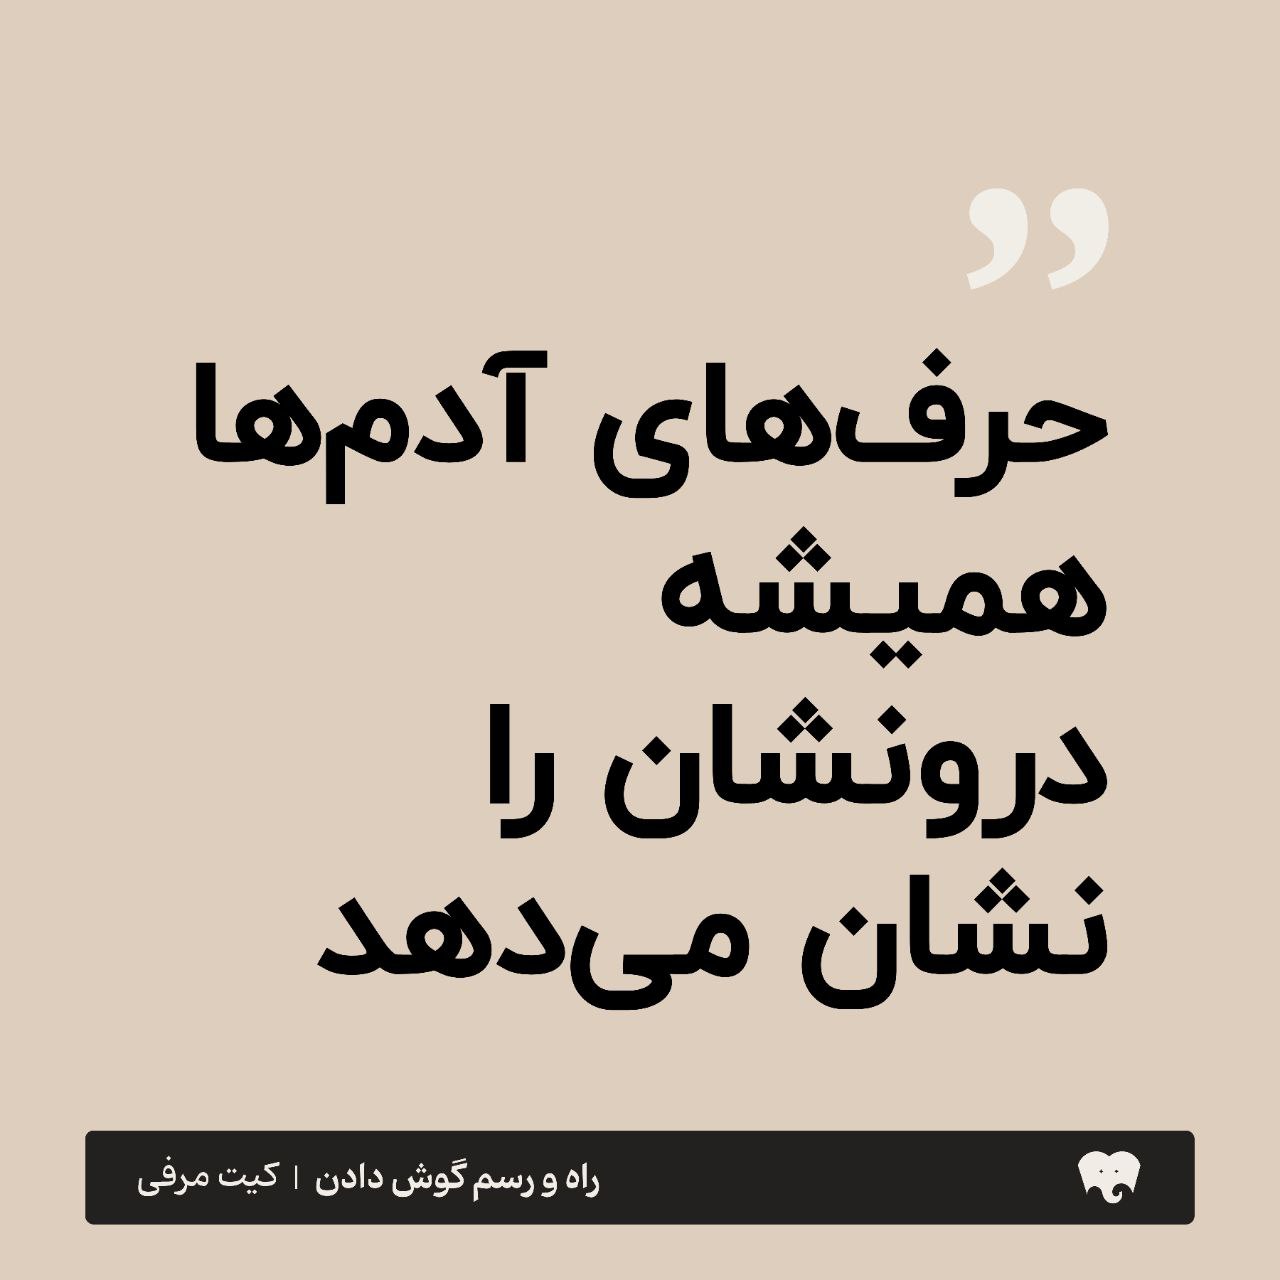 ”
حرف‌های آدم‌ها
همیشه
درونشان را
نشان می‌دهد
راه و رسم گوش دادن | کیت مرفی